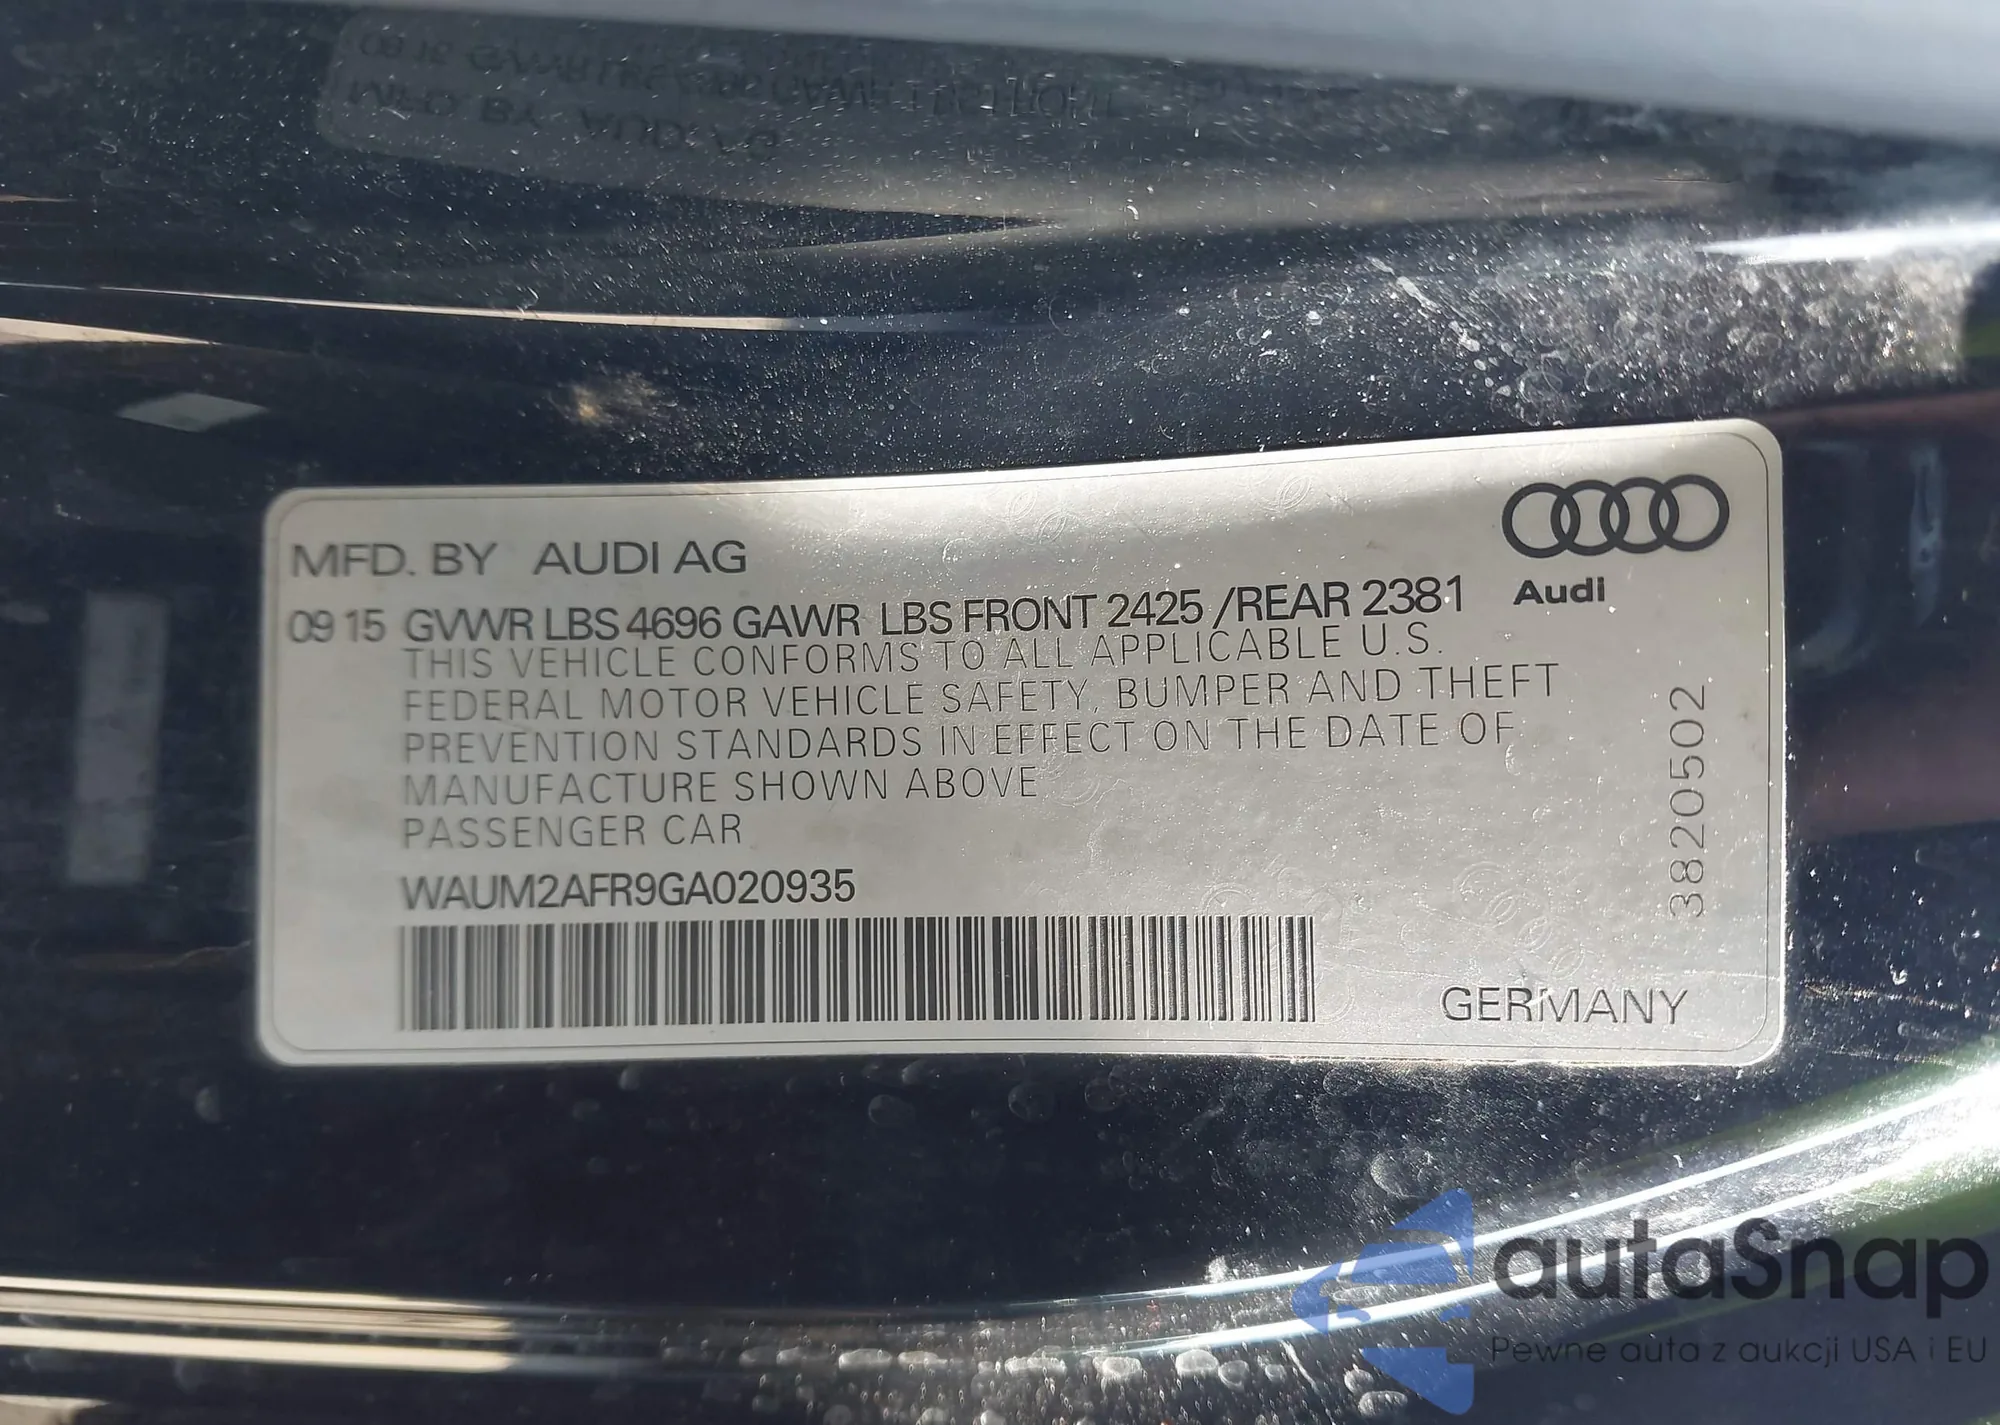 MFD. BY AUDI AG
09 15 GVWR LBS 4696 GAWR LBS FRONT 2425 /REAR 2381
THIS VEHICLE CONFORMS TO ALL APPLICABLE U.S.
FEDERAL MOTOR VEHICLE SAFETY, BUMPER AND THEFT
PREVENTION STANDARDS IN EFFECT ON THE DATE OF
MANUFACTURE SHOWN ABOVE
PASSENGER CAR
WAUM2AFR9GA020935
Audi
3820502
GERMANY
autaSnap
Pewne auta z aukcji USA i EU